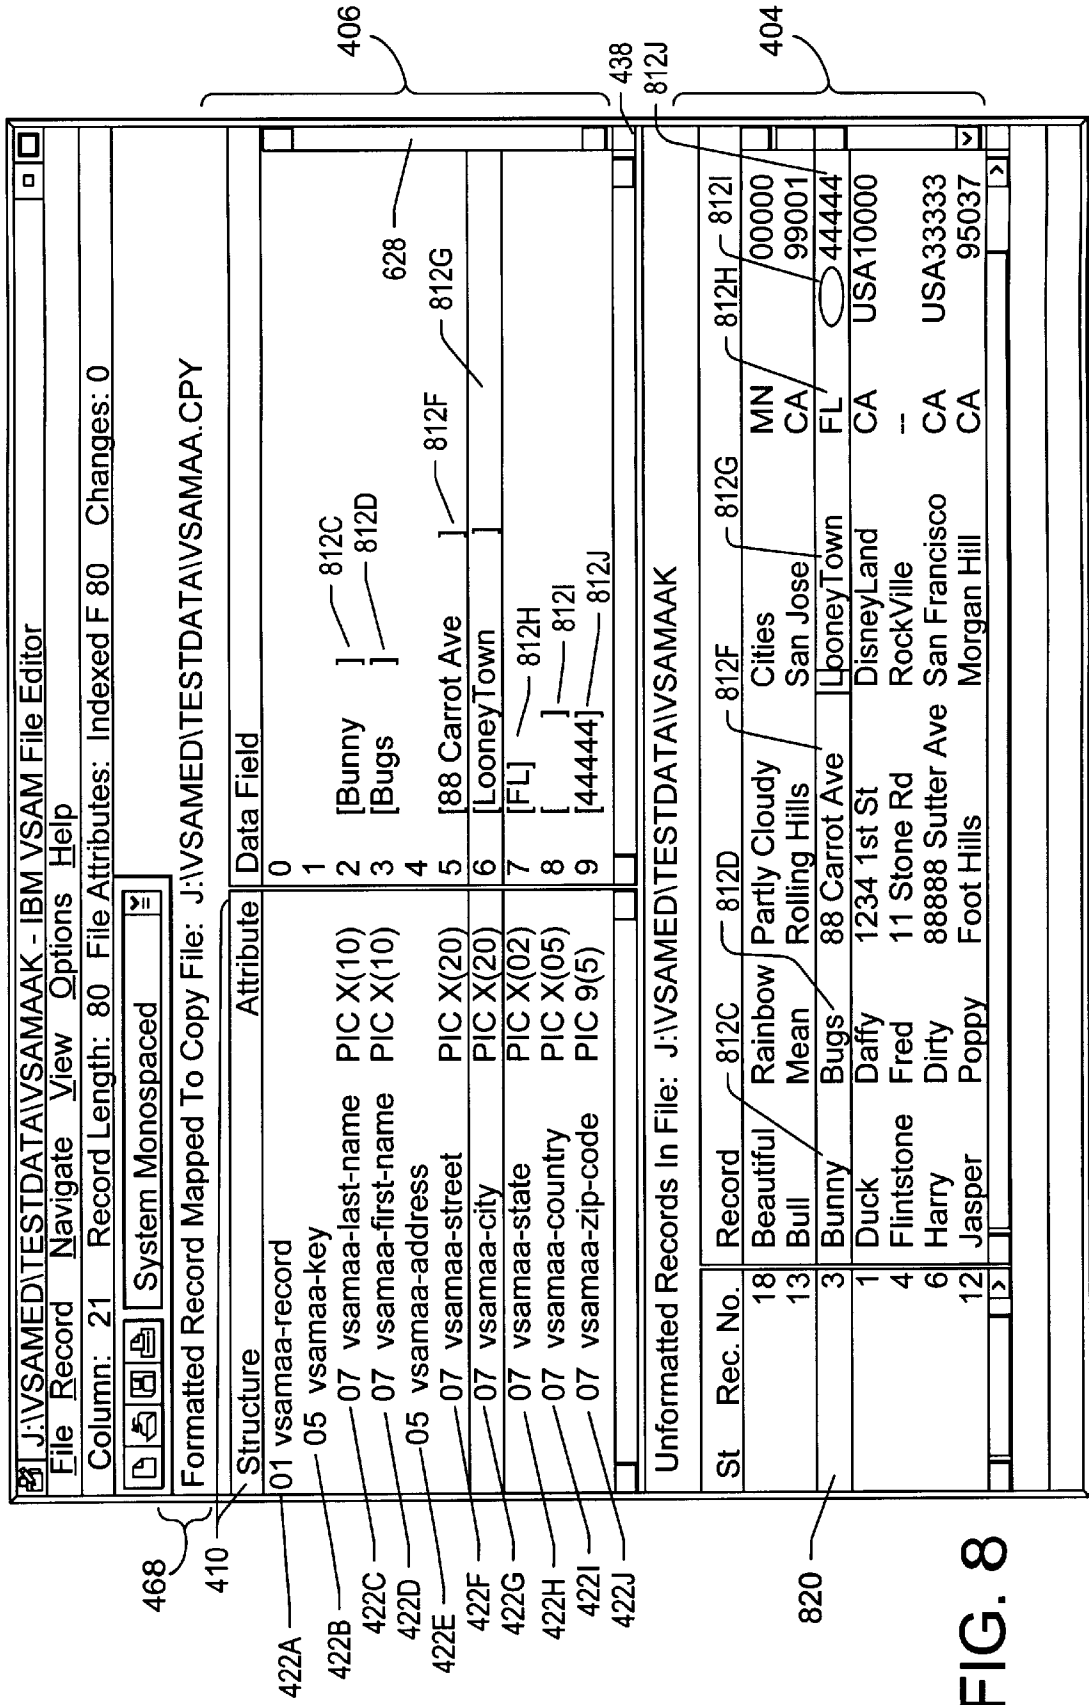 J:\VSAMED\TESTDATA\VSAMAAK - IBM VSAM File Editor
File Record Navigate View Options Help
Column: 21 Record Length: 80 File Attributes: Indexed F 80 Changes: 0
System Monospaced
468
Formatted Record Mapped To Copy File: J:\VSAMED\TESTDATA\VSAMAA.CPY
410
406
Structure Attribute Data Field
422A 01 vsamaa-record 0
422B 05 vsamaa-key 1
422C 07 vsamaa-last-name PIC X(10) 2 [Bunny ] 812C
422D 07 vsamaa-first-name PIC X(10) 3 [Bugs ] 812D
422E 05 vsamaa-address 4
628
422F 07 vsamaa-street PIC X(20) 5 [88 Carrot Ave ] 812F
422G 07 vsamaa-city PIC X(20) 6 [LooneyTown ] 812G
422H 07 vsamaa-state PIC X(02) 7 [FL] 812H
422I 07 vsamaa-country PIC X(05) 8 [ ] 812I
422J 07 vsamaa-zip-code PIC 9(5) 9 [44444] 812J
438
Unformatted Records In File: J:\VSAMED\TESTDATA\VSAMAAK
812J
812C 812D 812F 812G 812H 812I
404
St Rec. No. Record
18 Beautiful Rainbow Partly Cloudy Cities MN 00000
13 Bull Mean Rolling Hills San Jose CA 99001
820 3 Bunny Bugs 88 Carrot Ave LooneyTown FL 44444
1 Duck Daffy 1234 1st St DisneyLand CA USA10000
4 Flintstone Fred 11 Stone Rd RockVille --
6 Harry Dirty 88888 Sutter Ave San Francisco CA USA33333
12 Jasper Poppy Foot Hills Morgan Hill CA 95037
FIG. 8